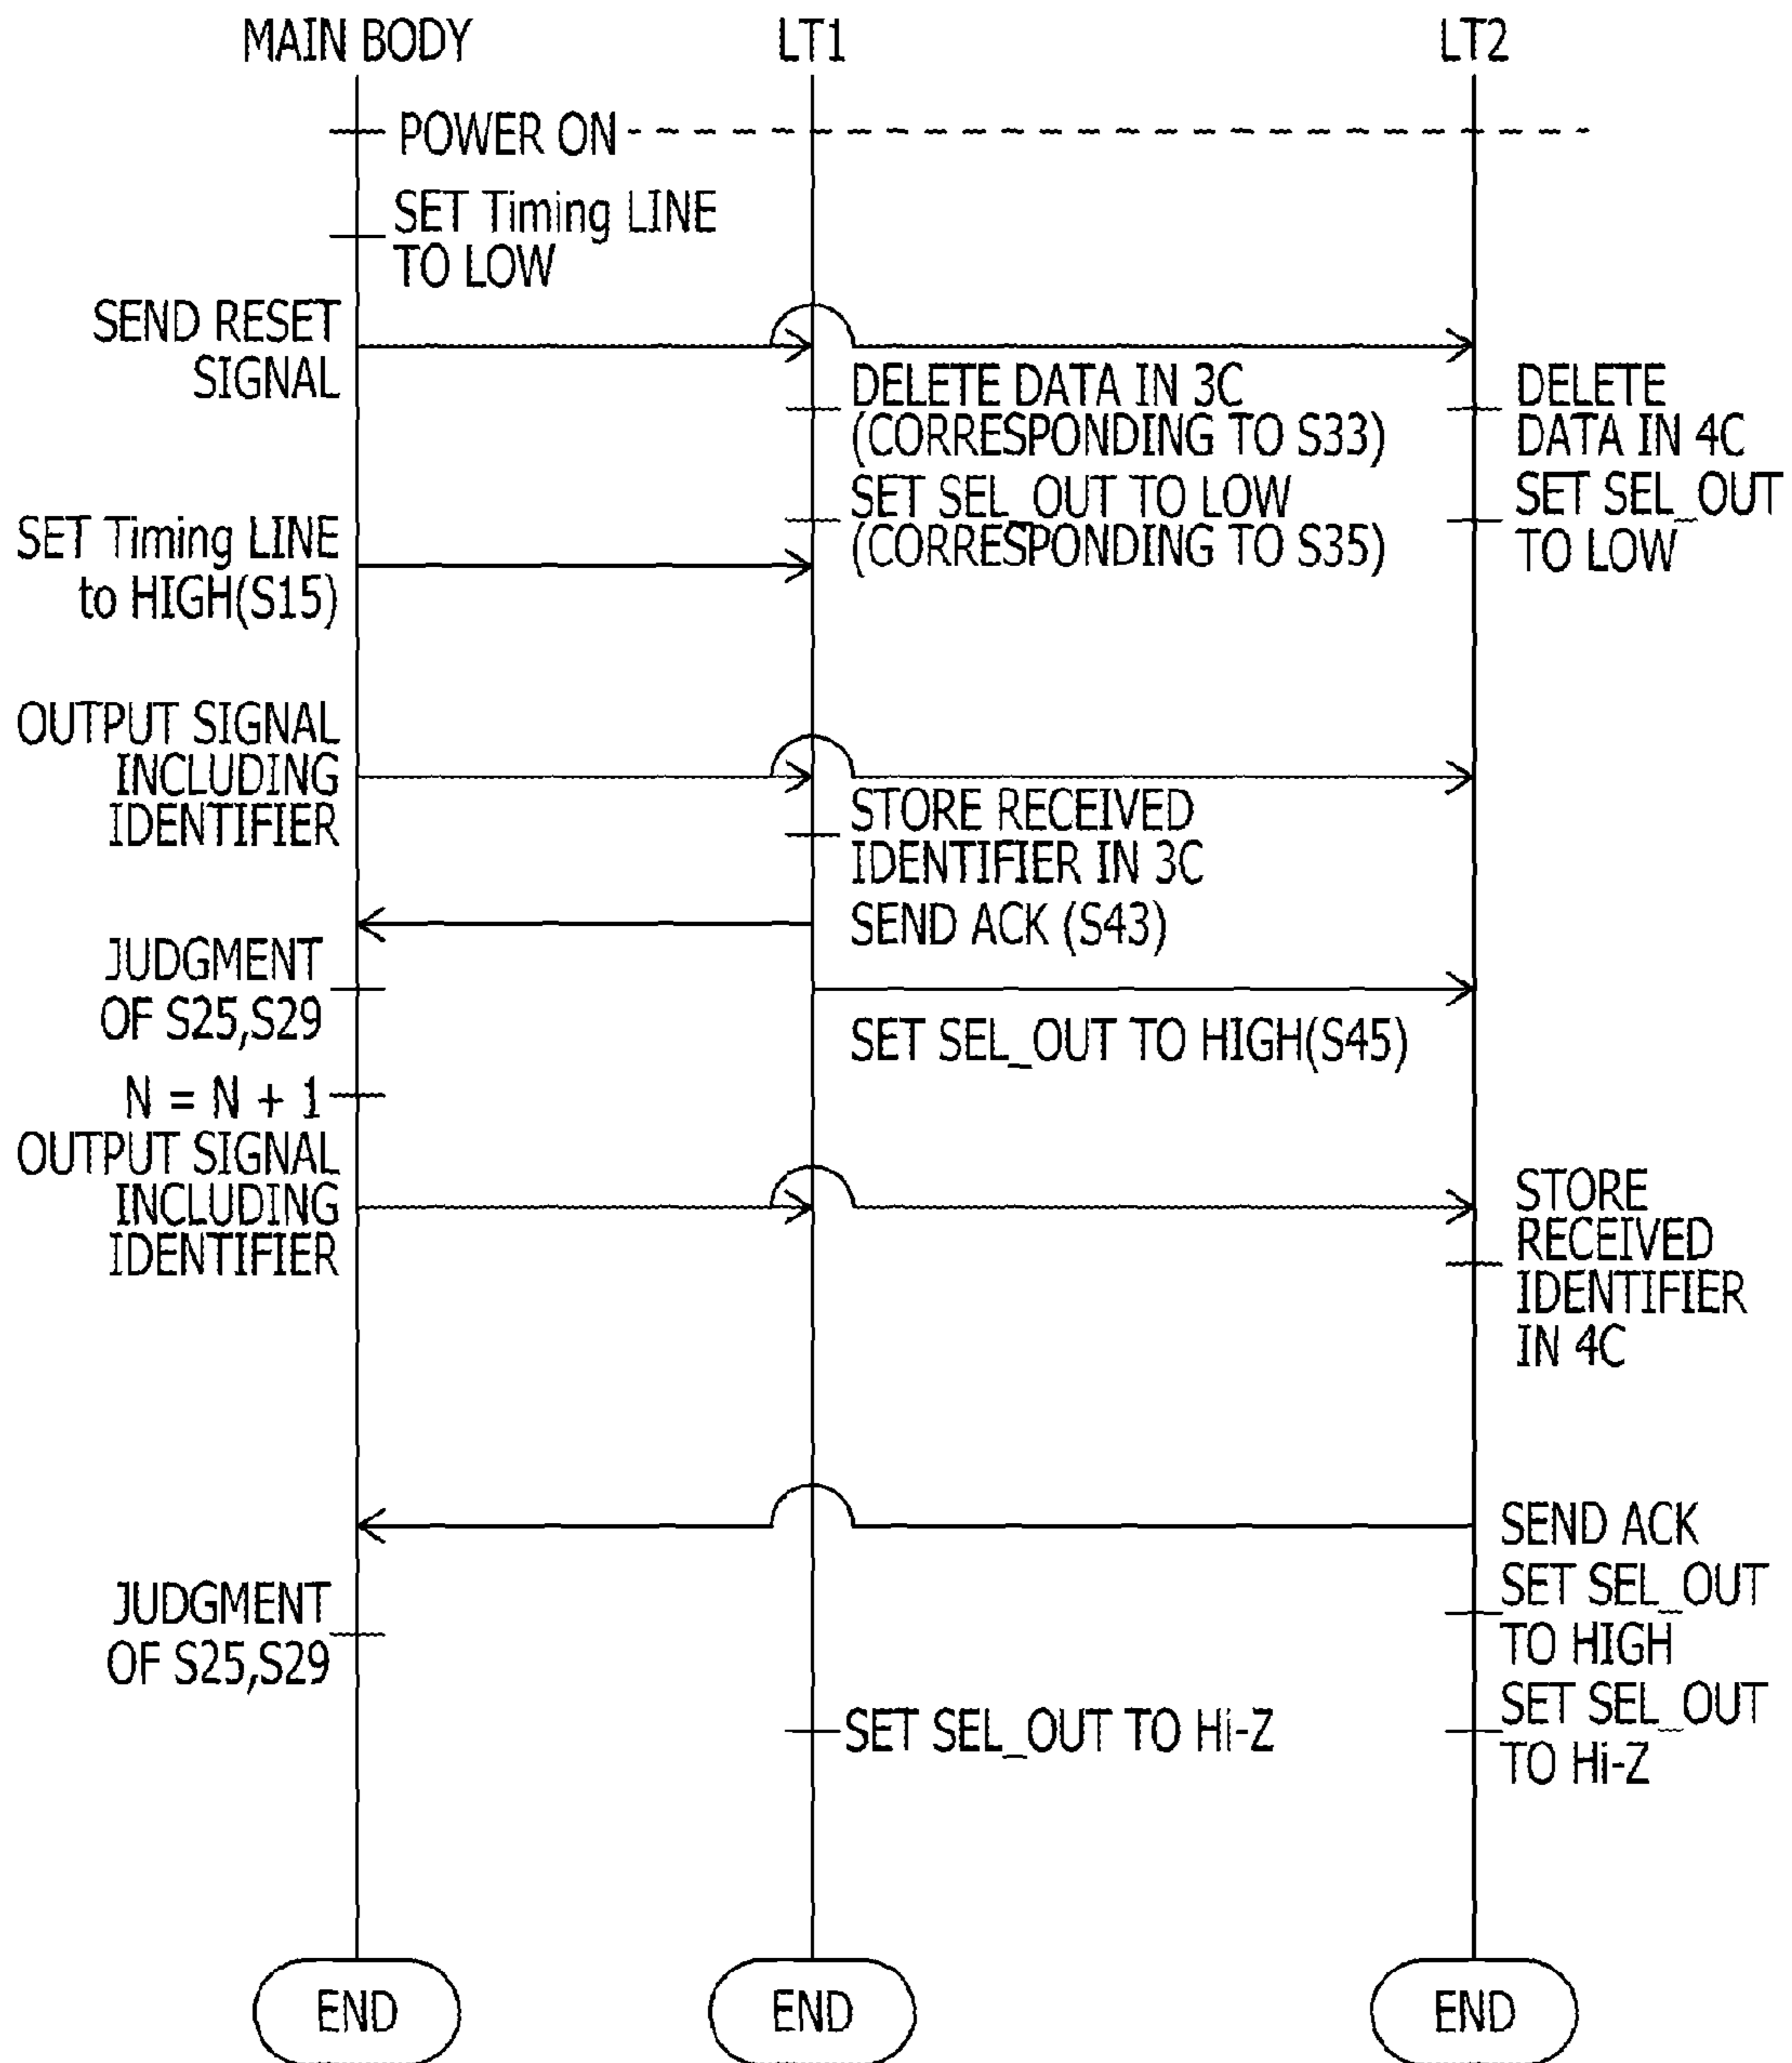 MAIN BODY
LT1
LT2
POWER ON
SET Timing LINE
TO LOW
SEND RESET
SIGNAL
DELETE DATA IN 3C
(CORRESPONDING TO S33)
DELETE
DATA IN 4C
SET SEL_OUT TO LOW
(CORRESPONDING TO S35)
SET SEL_OUT
TO LOW
SET Timing LINE
to HIGH(S15)
OUTPUT SIGNAL
INCLUDING
IDENTIFIER
STORE RECEIVED
IDENTIFIER IN 3C
SEND ACK (S43)
JUDGMENT
OF S25,S29
SET SEL_OUT TO HIGH(S45)
N = N + 1
OUTPUT SIGNAL
INCLUDING
IDENTIFIER
STORE
RECEIVED
IDENTIFIER
IN 4C
SEND ACK
SET SEL_OUT
TO HIGH
JUDGMENT
OF S25,S29
SET SEL_OUT TO Hi-Z
SET SEL_OUT
TO Hi-Z
END
END
END